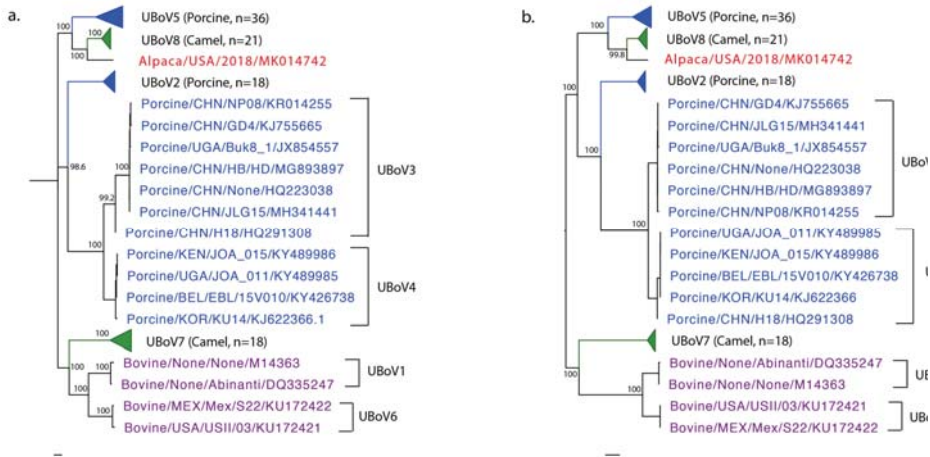 a.
100
UBoV5 (Porcine, n=36)
100
UBoV8 (Camel, n=21)
100
Alpaca/USA/2018/MK014742
100
UBoV2 (Porcine, n=18)
Porcine/CHN/NP08/KR014255
Porcine/CHN/GD4/KJ755665
Porcine/UGA/Buk8_1/JX854557
98.6
100
Porcine/CHN/HB/HD/MG893897
UBoV3
Porcine/CHN/None/HQ223038
99.2
Porcine/CHN/JLG15/MH341441
Porcine/CHN/H18/HQ291308
100
Porcine/KEN/JOA_015/KY489986
Porcine/UGA/JOA_011/KY489985
UBoV4
Porcine/BEL/EBL/15V010/KY426738
Porcine/KOR/KU14/KJ622366.1
100
UBoV7 (Camel, n=18)
100
Bovine/None/None/M14363
UBoV1
100
Bovine/None/Abinanti/DQ335247
100
Bovine/MEX/Mex/S22/KU172422
UBoV6
100
Bovine/USA/USII/03/KU172421
b.
100
UBoV5 (Porcine, n=36)
100
UBoV8 (Camel, n=21)
99.8
Alpaca/USA/2018/MK014742
UBoV2 (Porcine, n=18)
100
Porcine/CHN/GD4/KJ755665
Porcine/CHN/JLG15/MH341441
100
Porcine/UGA/Buk8_1/JX854557
Porcine/CHN/None/HQ223038
UBoV
Porcine/CHN/HB/HD/MG893897
Porcine/CHN/NP08/KR014255
100
Porcine/UGA/JOA_011/KY489985
Porcine/KEN/JOA_015/KY489986
Porcine/BEL/EBL/15V010/KY426738
U
Porcine/KOR/KU14/KJ622366
Porcine/CHN/H18/HQ291308
UBoV7 (Camel, n=18)
100
Bovine/None/Abinanti/DQ335247
UB
100
Bovine/None/None/M14363
100
Bovine/USA/USII/03/KU172421
UBo
Bovine/MEX/Mex/S22/KU172422